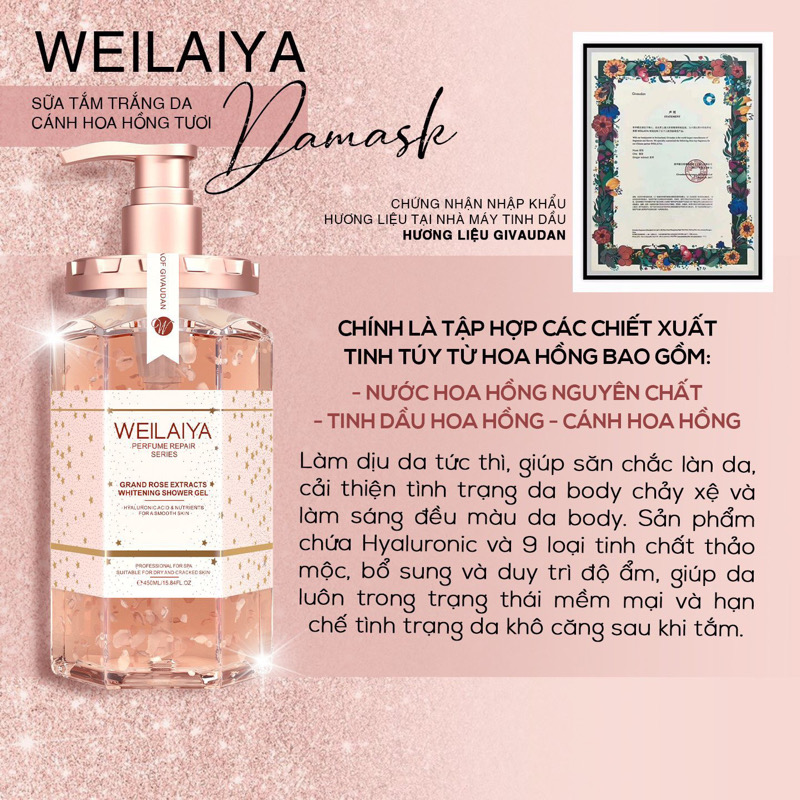 WEILAIYA
SỮA TẮM TRẮNG DA
CÁNH HOA HỒNG TƯƠI
Damask
CHỨNG NHẬN NHẬP KHẨU
HƯƠNG LIỆU TẠI NHÀ MÁY TINH DẦU
HƯƠNG LIỆU GIVAUDAN
Givaudan
声 明
STATEMENT
CHÍNH LÀ TẬP HỢP CÁC CHIẾT XUẤT
TINH TÚY TỪ HOA HỒNG BAO GỒM:
- NƯỚC HOA HỒNG NGUYÊN CHẤT
- TINH DẦU HOA HỒNG - CÁNH HOA HỒNG
Làm dịu da tức thì, giúp săn chắc làn da,
cải thiện tình trạng da body chảy xệ và
làm sáng đều màu da body. Sản phẩm
chứa Hyaluronic và 9 loại tinh chất thảo
mộc, bổ sung và duy trì độ ẩm, giúp da
luôn trong trạng thái mềm mại và hạn
chế tình trạng da khô căng sau khi tắm.
OF GIVAUDAN
W
WEILAIYA
PERFUME REPAIR
SERIES
GRAND ROSE EXTRACTS
WHITENING SHOWER GEL
HYALURONIC ACID & NUTRIENTS
FOR A SMOOTH SKIN
PROFESSIONAL FOR SPA
SUITABLE FOR DRY AND CRACKED SKIN
℮450ML/15.84FL.OZ